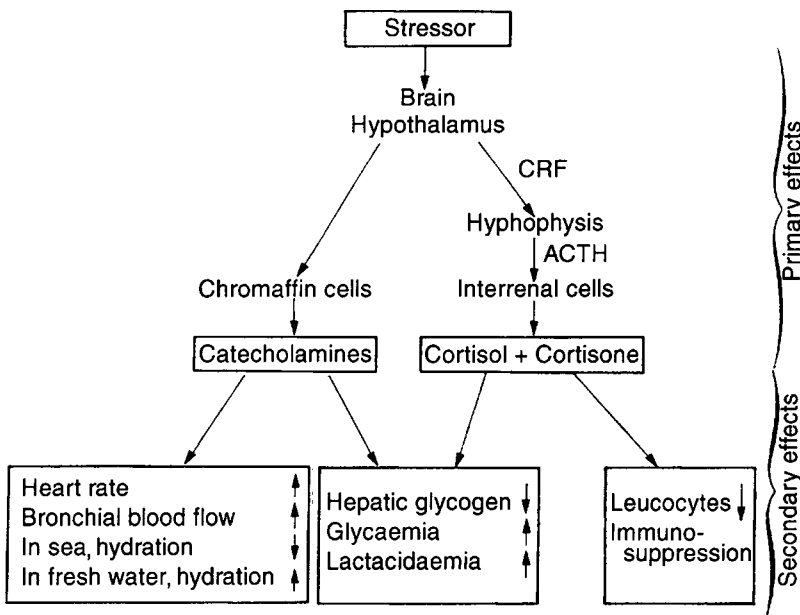 Stressor
Brain
Hypothalamus
CRF
Hyphophysis
ACTH
Chromaffin cells
Interrenal cells
Catecholamines
Cortisol + Cortisone
Primary effects
Heart rate ↑
Bronchial blood flow ↑
In sea, hydration ↓
In fresh water, hydration ↑
Hepatic glycogen ↓
Glycaemia ↑
Lactacidaemia ↑
Leucocytes ↓
Immuno-
suppression
Secondary effects